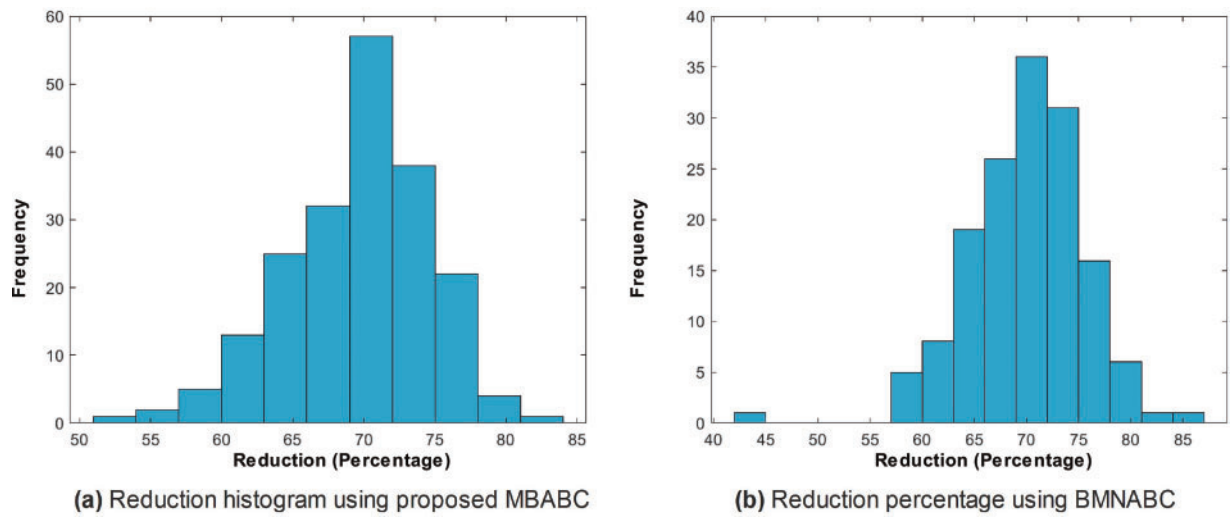 60
50
40
30
20
10
0
Frequency
50 55 60 65 70 75 80 85
Reduction (Percentage)
(a) Reduction histogram using proposed MBABC
40
35
30
25
20
15
10
5
0
Frequency
40 45 50 55 60 65 70 75 80 85
Reduction (Percentage)
(b) Reduction percentage using BMNABC